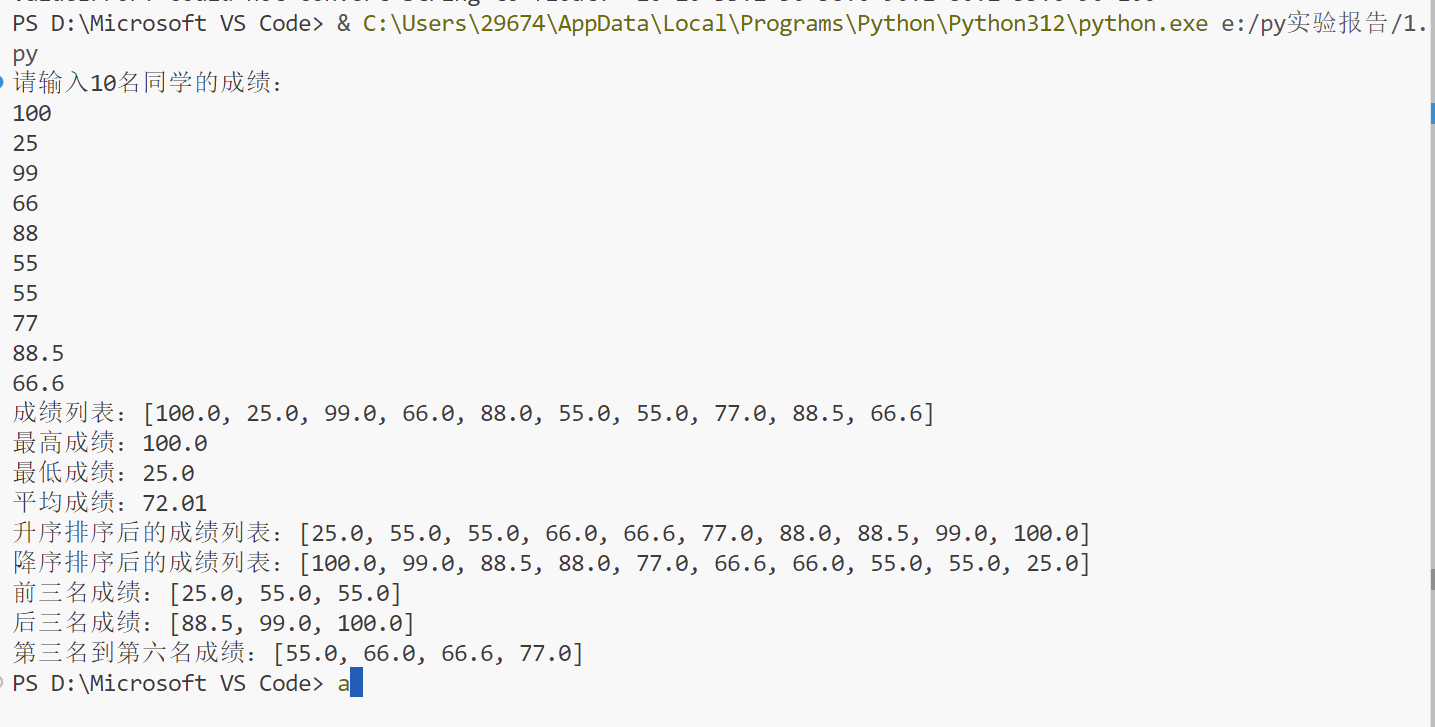 PS D:\Microsoft VS Code> & C:\Users\29674\AppData\Local\Programs\Python\Python312\python.exe e:/py实验报告/1.
py
请输入10名同学的成绩：
100
25
99
66
88
55
55
77
88.5
66.6
成绩列表：[100.0, 25.0, 99.0, 66.0, 88.0, 55.0, 55.0, 77.0, 88.5, 66.6]
最高成绩：100.0
最低成绩：25.0
平均成绩：72.01
升序排序后的成绩列表：[25.0, 55.0, 55.0, 66.0, 66.6, 77.0, 88.0, 88.5, 99.0, 100.0]
降序排序后的成绩列表：[100.0, 99.0, 88.5, 88.0, 77.0, 66.6, 66.0, 55.0, 55.0, 25.0]
前三名成绩：[25.0, 55.0, 55.0]
后三名成绩：[88.5, 99.0, 100.0]
第三名到第六名成绩：[55.0, 66.0, 66.6, 77.0]
PS D:\Microsoft VS Code> a